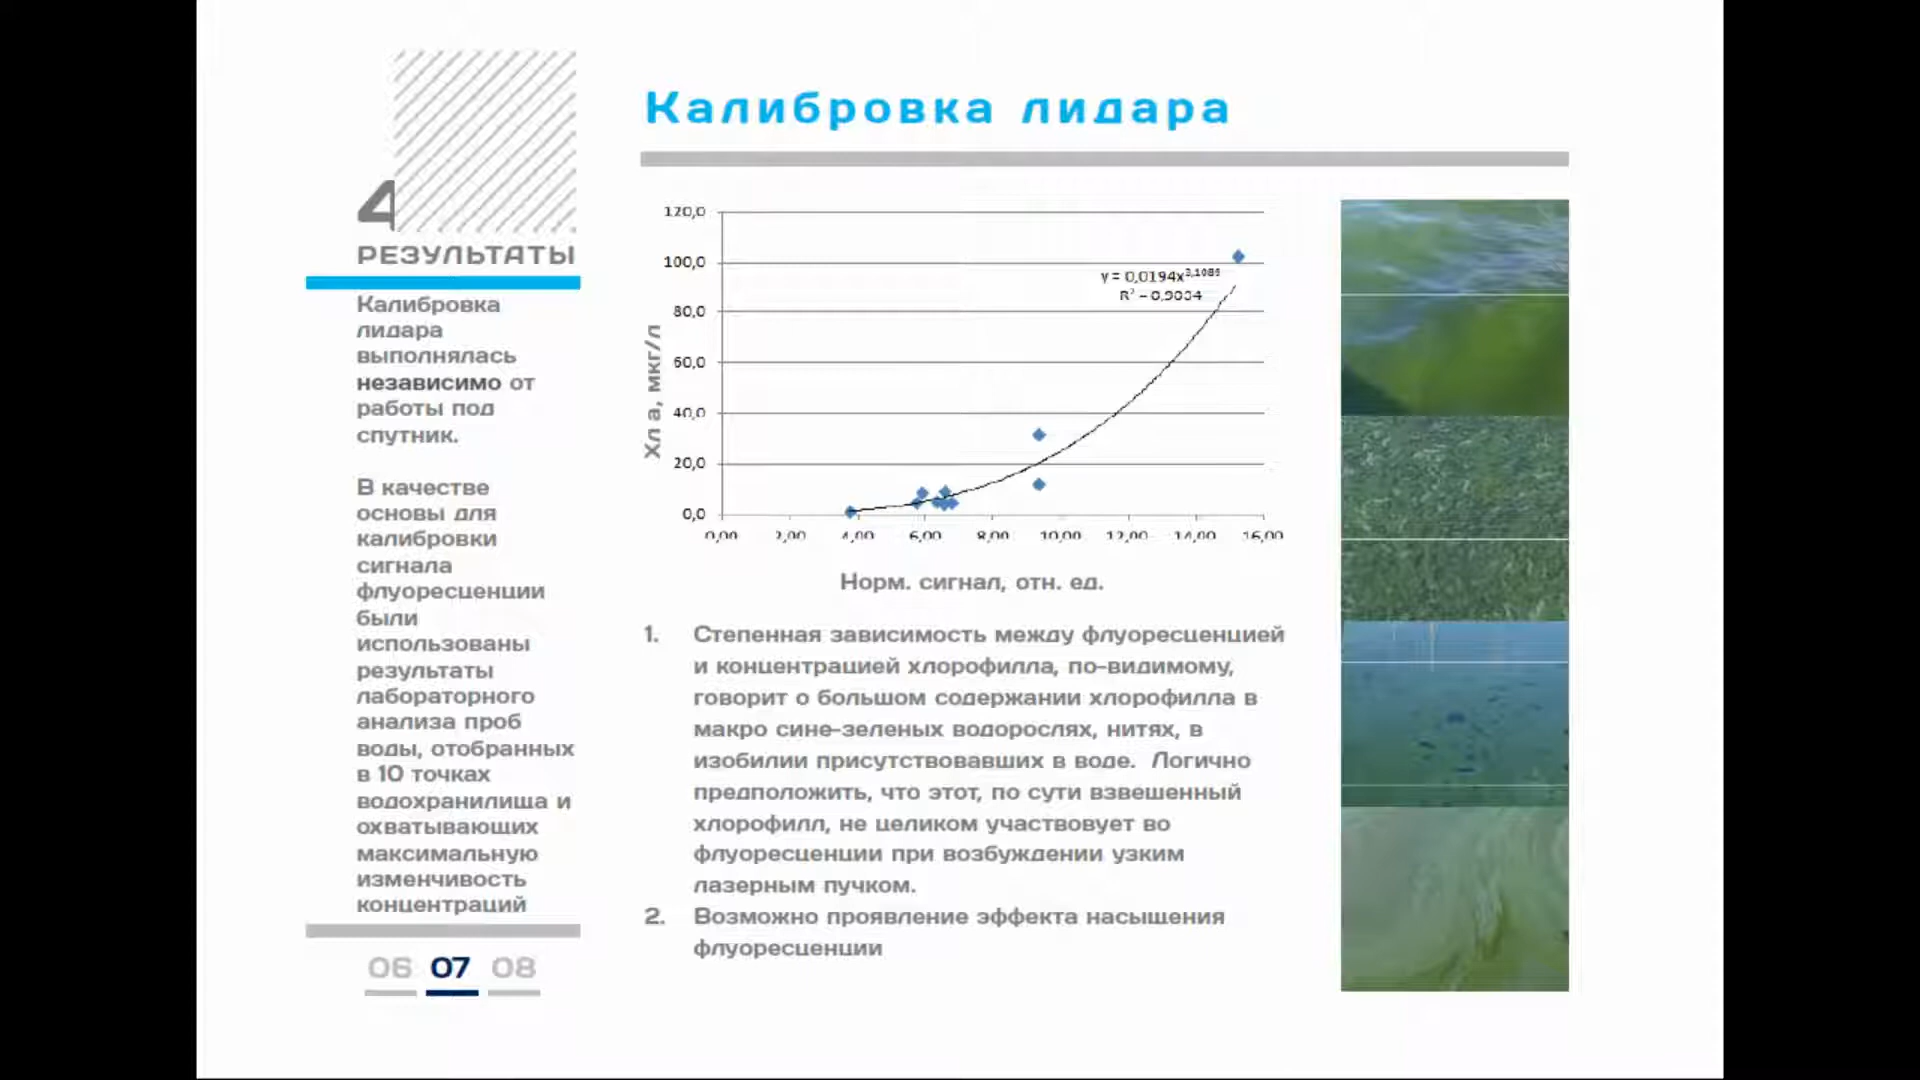 4
РЕЗУЛЬТАТЫ
Калибровка
лидара
выполнялась
независимо от
работы под
спутник.
В качестве
основы для
калибровки
сигнала
флуоресценции
были
использованы
результаты
лабораторного
анализа проб
воды, отобранных
в 10 точках
водохранилища и
охватывающих
максимальную
изменчивость
концентраций
06 07 08
Калибровка лидара
120,0
100,0
80,0
60,0
40,0
20,0
0,0
Хл а, мкг/л
y = 0,0194x
0,00 2,00 4,00 6,00 8,00 10,00 12,00 14,00 16,00
Норм. сигнал, отн. ед.
1. Степенная зависимость между флуоресценцией
и концентрацией хлорофилла, по-видимому,
говорит о большом содержании хлорофилла в
макро сине-зеленых водорослях, нитях, в
изобилии присутствовавших в воде. Логично
предположить, что этот, по сути взвешенный
хлорофилл, не целиком участвовует во
флуоресценции при возбуждении узким
лазерным пучком.
2. Возможно проявление эффекта насыщения
флуоресценции